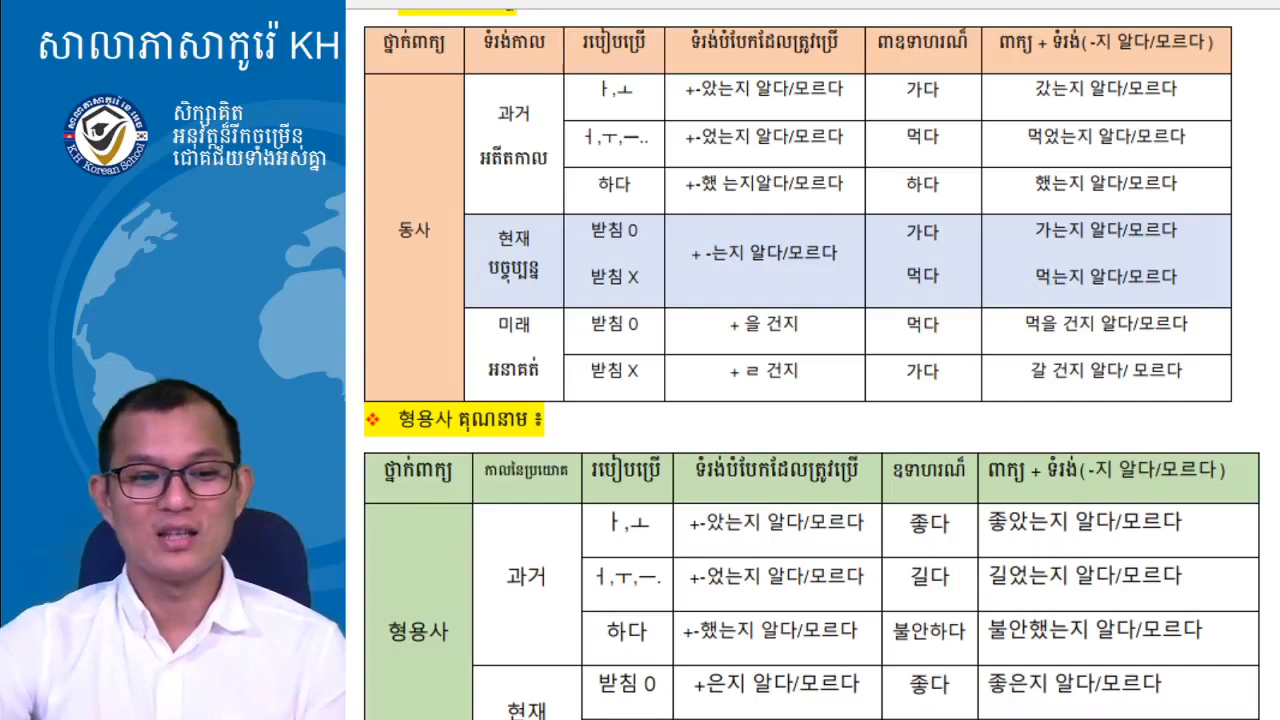 សាលាភាសាកូរ៉េ KH
សិក្សាគិត
អនុវត្តន៍រីកចម្រើន
ជោគជ័យទាំងអស់គ្នា
K.H Korean School
ថ្នាក់ពាក្យ ទំរង់កាល របៀបប្រើ ទំរង់បំបែកដែលត្រូវប្រើ ពាឧទាហរណ៏ ពាក្យ + ទំរង់(-지 알다/모르다)
동사
과거
អតីតកាល
ㅏ,ㅗ +-았는지 알다/모르다 가다 갔는지 알다/모르다
ㅓ,ㅜ,ㅡ.. +-었는지 알다/모르다 먹다 먹었는지 알다/모르다
하다 +-했 는지알다/모르다 하다 했는지 알다/모르다
현재
បច្ចុប្បន្ន
받침 0 + -는지 알다/모르다 가다 가는지 알다/모르다
받침 X 먹다 먹는지 알다/모르다
미래
អនាគត់
받침 0 + 을 건지 먹다 먹을 건지 알다/모르다
받침 X + ㄹ 건지 가다 갈 건지 알다/ 모르다
❖ 형용사 គុណនាម ៖
ថ្នាក់ពាក្យ កាលនៃប្រយោគ របៀបប្រើ ទំរង់បំបែកដែលត្រូវប្រើ ឧទាហរណ៏ ពាក្យ + ទំរង់(-지 알다/모르다)
형용사
과거
ㅏ,ㅗ +-았는지 알다/모르다 좋다 좋았는지 알다/모르다
ㅓ,ㅜ,ㅡ. +-었는지 알다/모르다 길다 길었는지 알다/모르다
하다 +-했는지 알다/모르다 불안하다 불안했는지 알다/모르다
현재
받침 0 +은지 알다/모르다 좋다 좋은지 알다/모르다